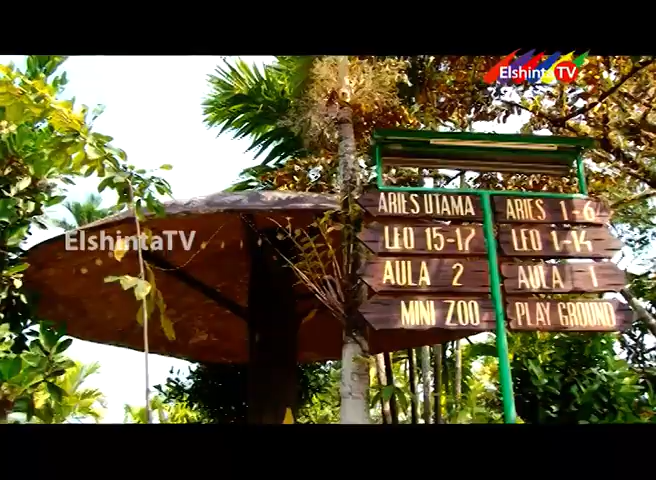 Elshinta TV
ElshintaTV
ARIES UTAMA
LEO 15-17
AULA 2
MINI ZOO
ARIES 1-6
LEO 1-14
AULA 1
PLAY GROUND